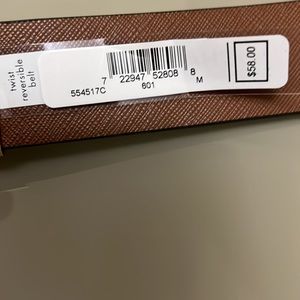 twist
reversible
belt
7 22947 52808 8
554517C M
601
$58.00